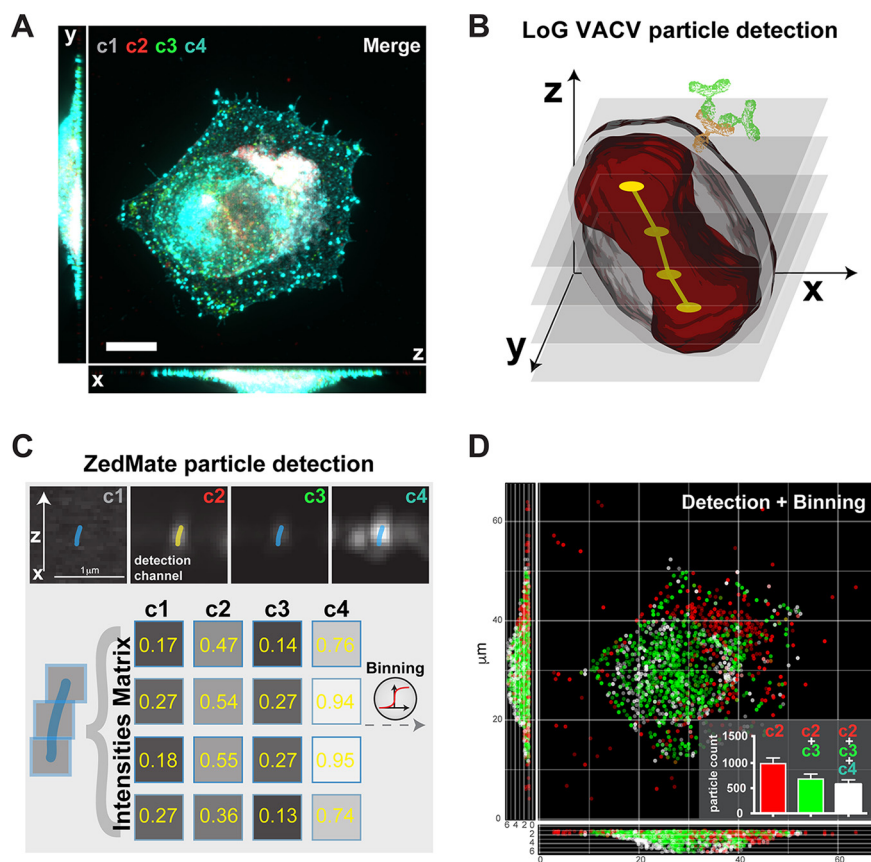 A
y
c1 c2 c3 c4
Merge
z
x
B
LoG VACV particle detection
z
x
y
C
ZedMate particle detection
c1
c2
c3
c4
z
x
1μm
detection
channel
c1 c2 c3 c4
Intensities Matrix
0.17 0.47 0.14 0.76
0.27 0.54 0.27 0.94
0.18 0.55 0.27 0.95
0.27 0.36 0.13 0.74
Binning
D
Detection + Binning
μm
60
40
20
0
6 4 2 0
0
2
4
6
0 20 40 60
particle count
1500
1000
500
0
c2
c2
+
c3
c2
+
c3
+
c4